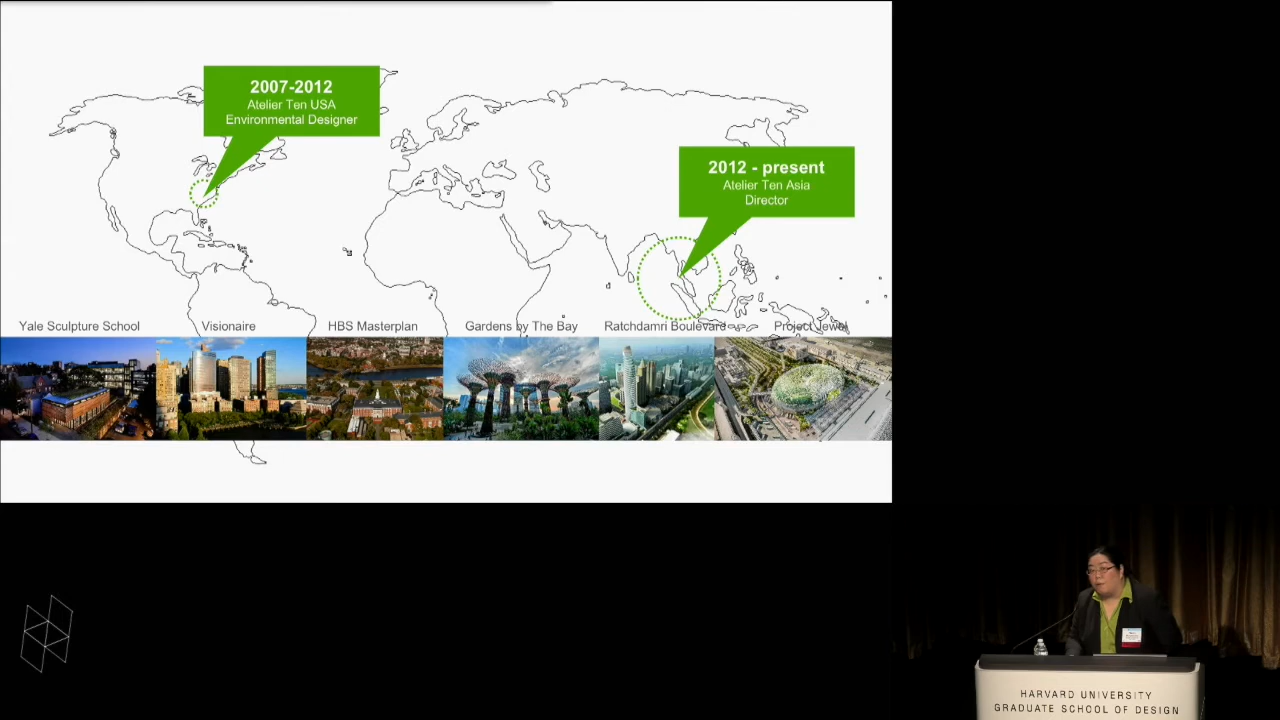 2007-2012
Atelier Ten USA
Environmental Designer
2012 - present
Atelier Ten Asia
Director
Yale Sculpture School
Visionaire
HBS Masterplan
Gardens by The Bay
Ratchdamri Boulevard
Project Jewel
HARVARD UNIVERSITY
GRADUATE SCHOOL OF DESIGN